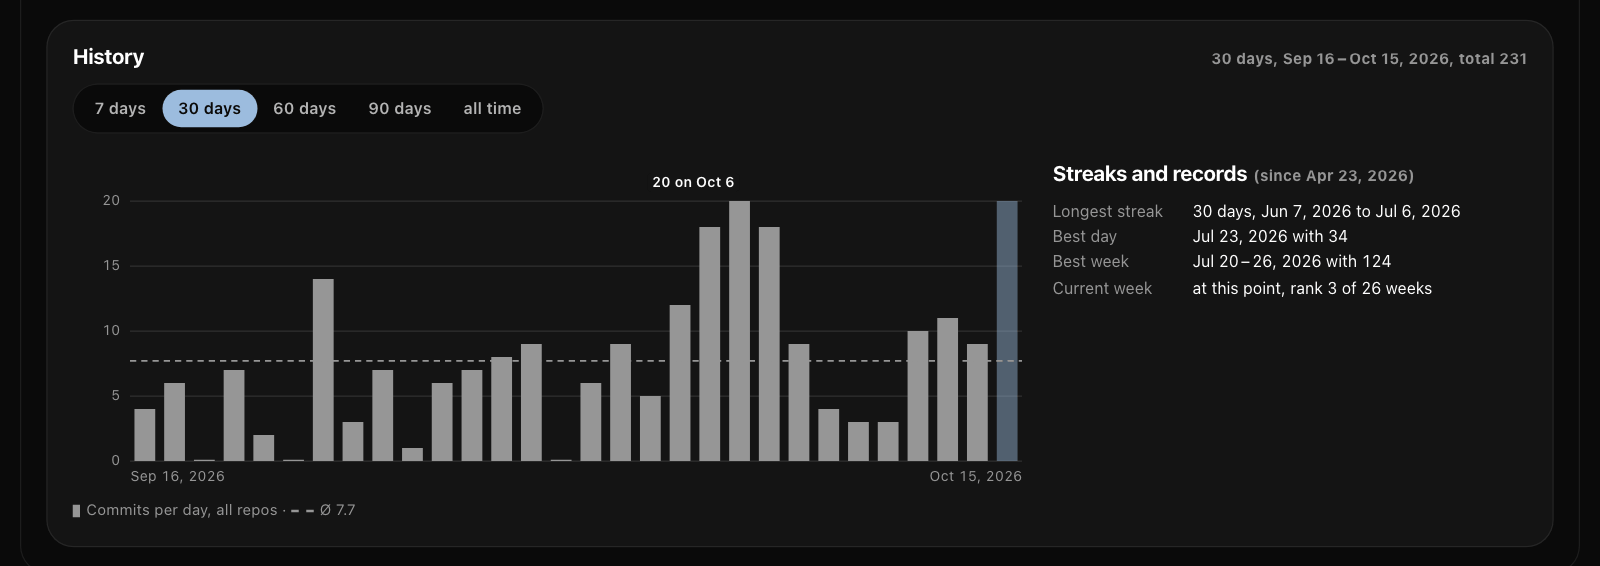 History
30 days, Sep 16 – Oct 15, 2026, total 231
7 days
30 days
60 days
90 days
all time
20 on Oct 6
20
15
10
5
0
Sep 16, 2026
Oct 15, 2026
Commits per day, all repos · Ø 7.7
Streaks and records (since Apr 23, 2026)
Longest streak 30 days, Jun 7, 2026 to Jul 6, 2026
Best day Jul 23, 2026 with 34
Best week Jul 20 – 26, 2026 with 124
Current week at this point, rank 3 of 26 weeks